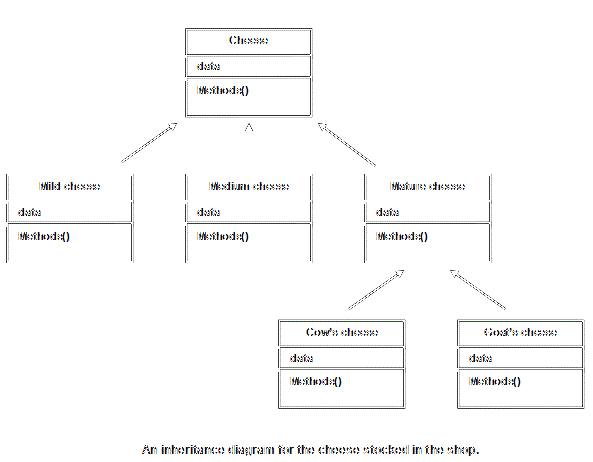 Cheese
data
Methods()
Mild cheese
data
Methods()
Medium cheese
data
Methods()
Mature cheese
data
Methods()
Cow's cheese
data
Methods()
Goat's cheese
data
Methods()
An inheritance diagram for the cheese stocked in the shop.